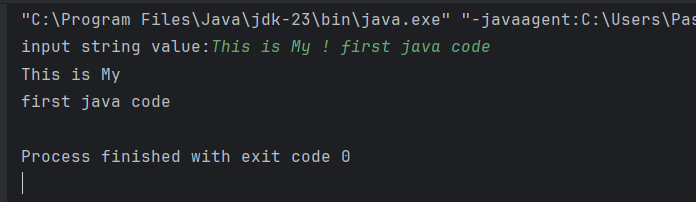 "C:\Program Files\Java\jdk-23\bin\java.exe" "-javaagent:C:\Users\Pas
input string value:This is My ! first java code
This is My
first java code
Process finished with exit code 0